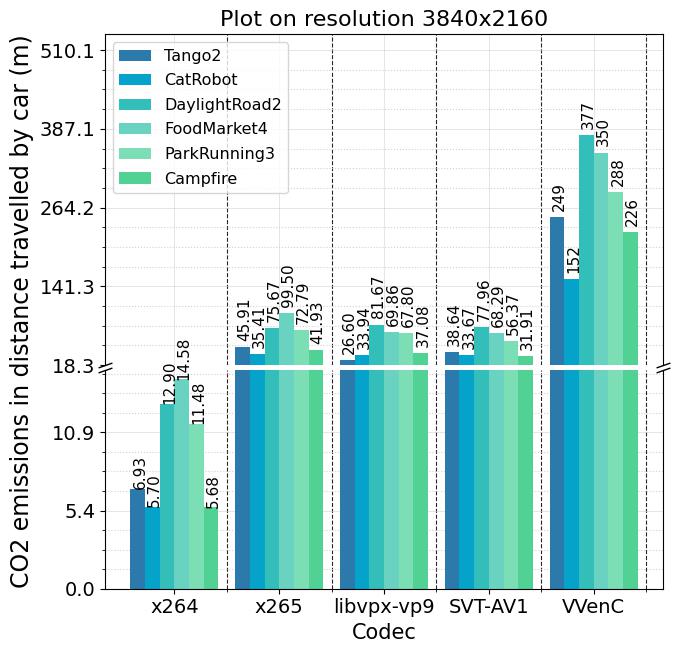 Plot on resolution 3840x2160
CO2 emissions in distance travelled by car (m)
510.1
387.1
264.2
141.3
18.3
10.9
5.4
0.0
Tango2
CatRobot
DaylightRoad2
FoodMarket4
ParkRunning3
Campfire
6.93
5.70
12.90
14.58
11.48
5.68
45.91
35.41
75.67
99.50
72.79
41.93
26.60
33.94
81.67
69.86
67.80
37.08
38.64
33.67
77.96
68.29
56.37
31.91
249
152
377
350
288
226
x264
x265
libvpx-vp9
SVT-AV1
VVenC
Codec